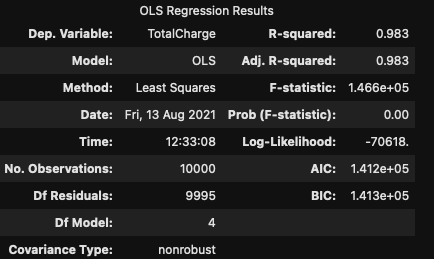 OLS Regression Results
Dep. Variable: TotalCharge R-squared: 0.983
Model: OLS Adj. R-squared: 0.983
Method: Least Squares F-statistic: 1.466e+05
Date: Fri, 13 Aug 2021 Prob (F-statistic): 0.00
Time: 12:33:08 Log-Likelihood: -70618.
No. Observations: 10000 AIC: 1.412e+05
Df Residuals: 9995 BIC: 1.413e+05
Df Model: 4
Covariance Type: nonrobust